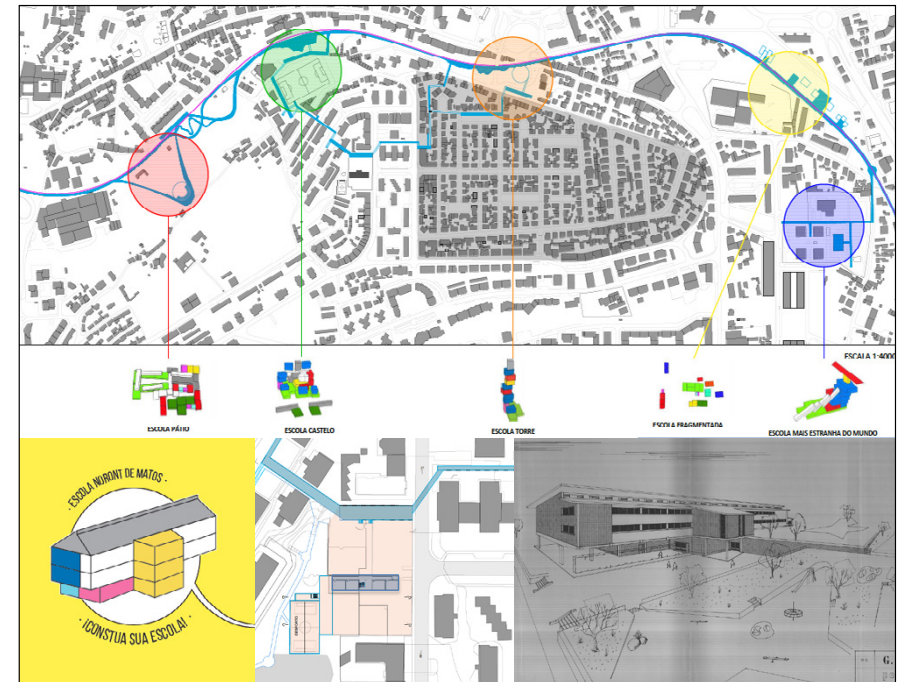 ESCALA 1:4000
ESCOLA PÁTIO
ESCOLA CASTELO
ESCOLA TORRE
ESCOLA FRAGMENTADA
ESCOLA MAIS ESTRANHA DO MUNDO
· ESCOLA NORONT DE MATOS ·
· ¡CONSTUA SUA ESCOLA! ·
G.